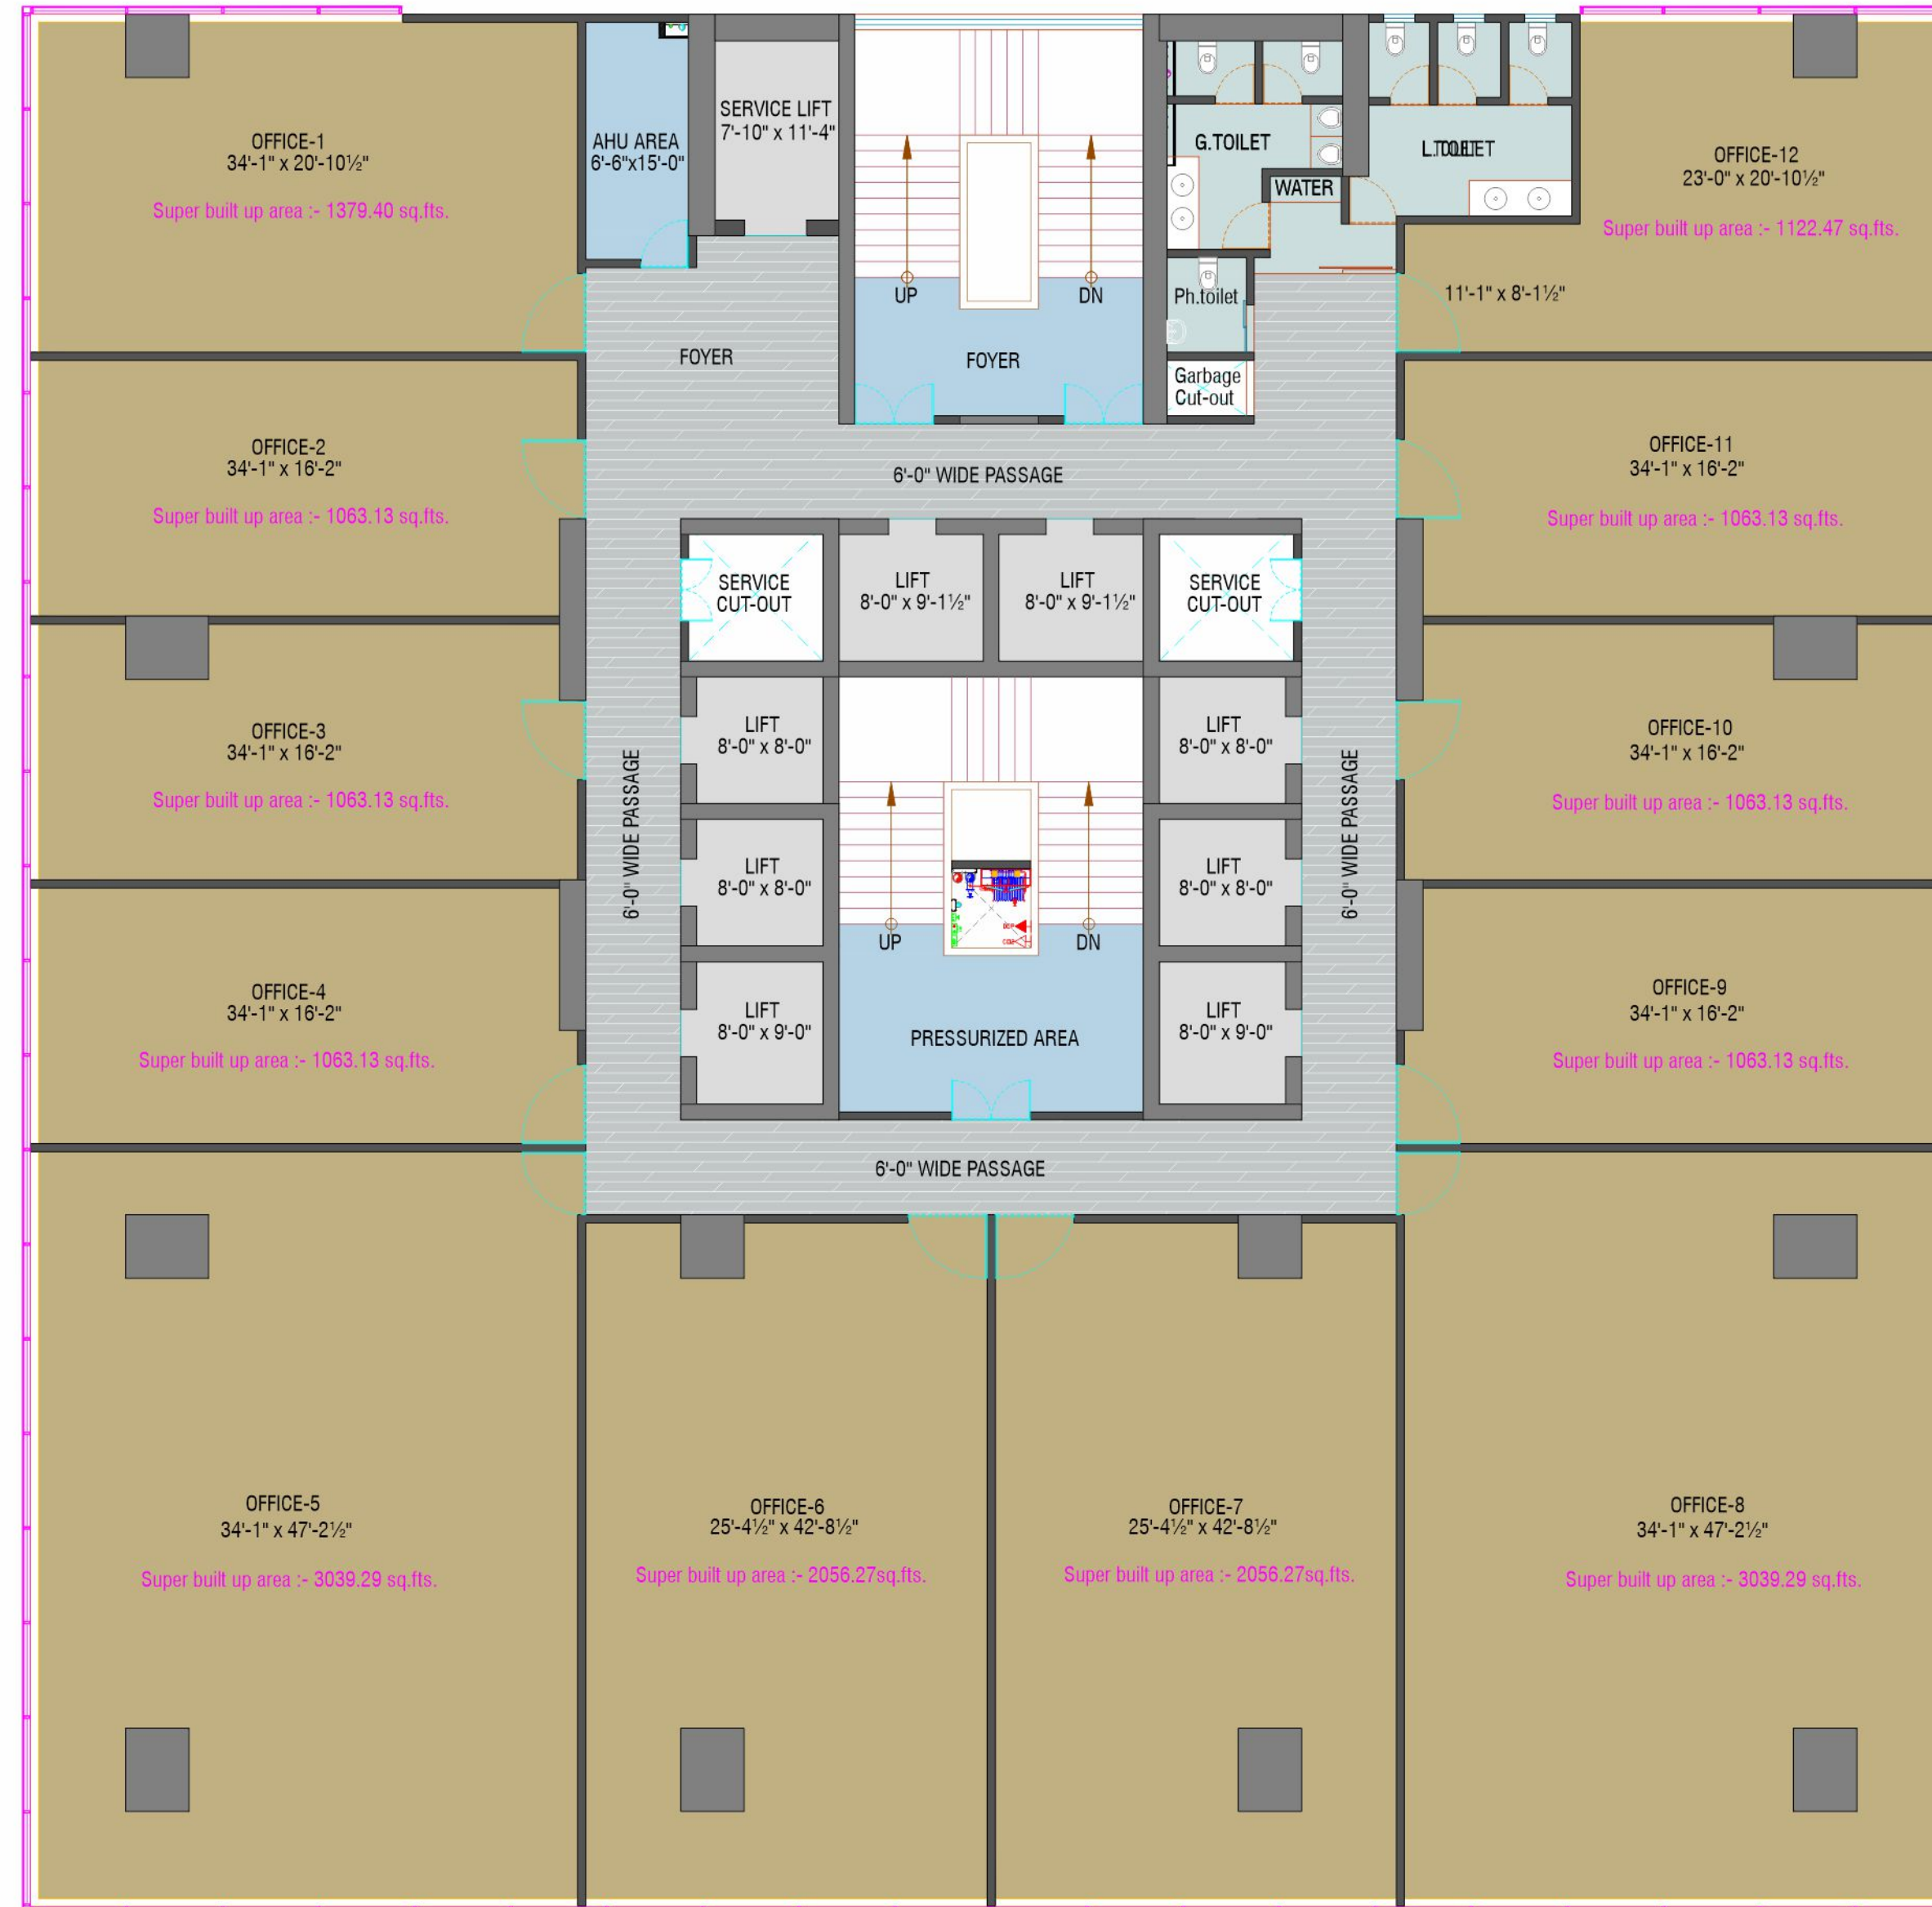 OFFICE-1
34'-1" x 20'-10½"
Super built up area :- 1379.40 sq.fts.
AHU AREA
6'-6"x15'-0"
SERVICE LIFT
7'-10" x 11'-4"
UP
DN
FOYER
FOYER
G.TOILET
WATER
Ph.toilet
Garbage
Cut-out
OFFICE-12
23'-0" x 20'-10½"
Super built up area :- 1122.47 sq.fts.
11'-1" x 8'-1½"
OFFICE-2
34'-1" x 16'-2"
Super built up area :- 1063.13 sq.fts.
6'-0" WIDE PASSAGE
OFFICE-11
34'-1" x 16'-2"
Super built up area :- 1063.13 sq.fts.
SERVICE
CUT-OUT
LIFT
8'-0" x 9'-1½"
LIFT
8'-0" x 9'-1½"
SERVICE
CUT-OUT
OFFICE-3
34'-1" x 16'-2"
Super built up area :- 1063.13 sq.fts.
6'-0" WIDE PASSAGE
LIFT
8'-0" x 8'-0"
LIFT
8'-0" x 8'-0"
6'-0" WIDE PASSAGE
OFFICE-10
34'-1" x 16'-2"
Super built up area :- 1063.13 sq.fts.
LIFT
8'-0" x 8'-0"
LIFT
8'-0" x 8'-0"
UP
DN
OFFICE-4
34'-1" x 16'-2"
Super built up area :- 1063.13 sq.fts.
LIFT
8'-0" x 9'-0"
PRESSURIZED AREA
LIFT
8'-0" x 9'-0"
OFFICE-9
34'-1" x 16'-2"
Super built up area :- 1063.13 sq.fts.
6'-0" WIDE PASSAGE
OFFICE-5
34'-1" x 47'-2½"
Super built up area :- 3039.29 sq.fts.
OFFICE-6
25'-4½" x 42'-8½"
Super built up area :- 2056.27sq.fts.
OFFICE-7
25'-4½" x 42'-8½"
Super built up area :- 2056.27sq.fts.
OFFICE-8
34'-1" x 47'-2½"
Super built up area :- 3039.29 sq.fts.